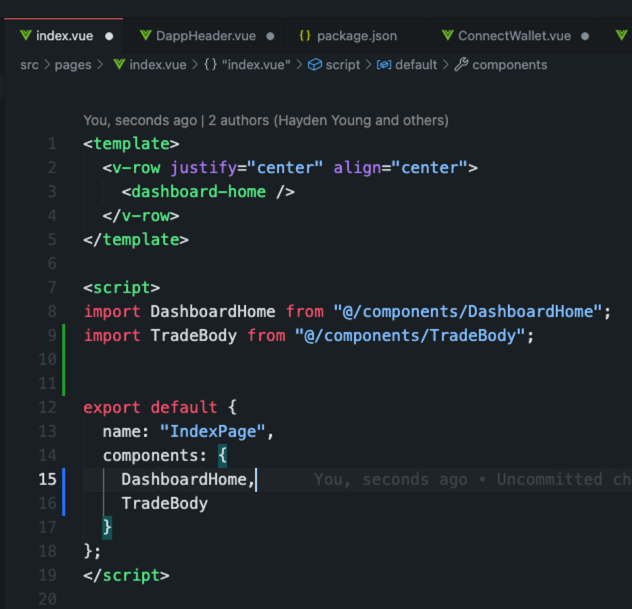 index.vue DappHeader.vue {} package.json ConnectWallet.vue
src > pages > index.vue > {} "index.vue" > script > default > components
You, seconds ago | 2 authors (Hayden Young and others)
1 <template>
2 <v-row justify="center" align="center">
3 <dashboard-home />
4 </v-row>
5 </template>
6
7 <script>
8 import DashboardHome from "@/components/DashboardHome";
9 import TradeBody from "@/components/TradeBody";
10
11
12 export default {
13 name: "IndexPage",
14 components: {
15 DashboardHome, You, seconds ago • Uncommitted ch
16 TradeBody
17 }
18 };
19 </script>
20